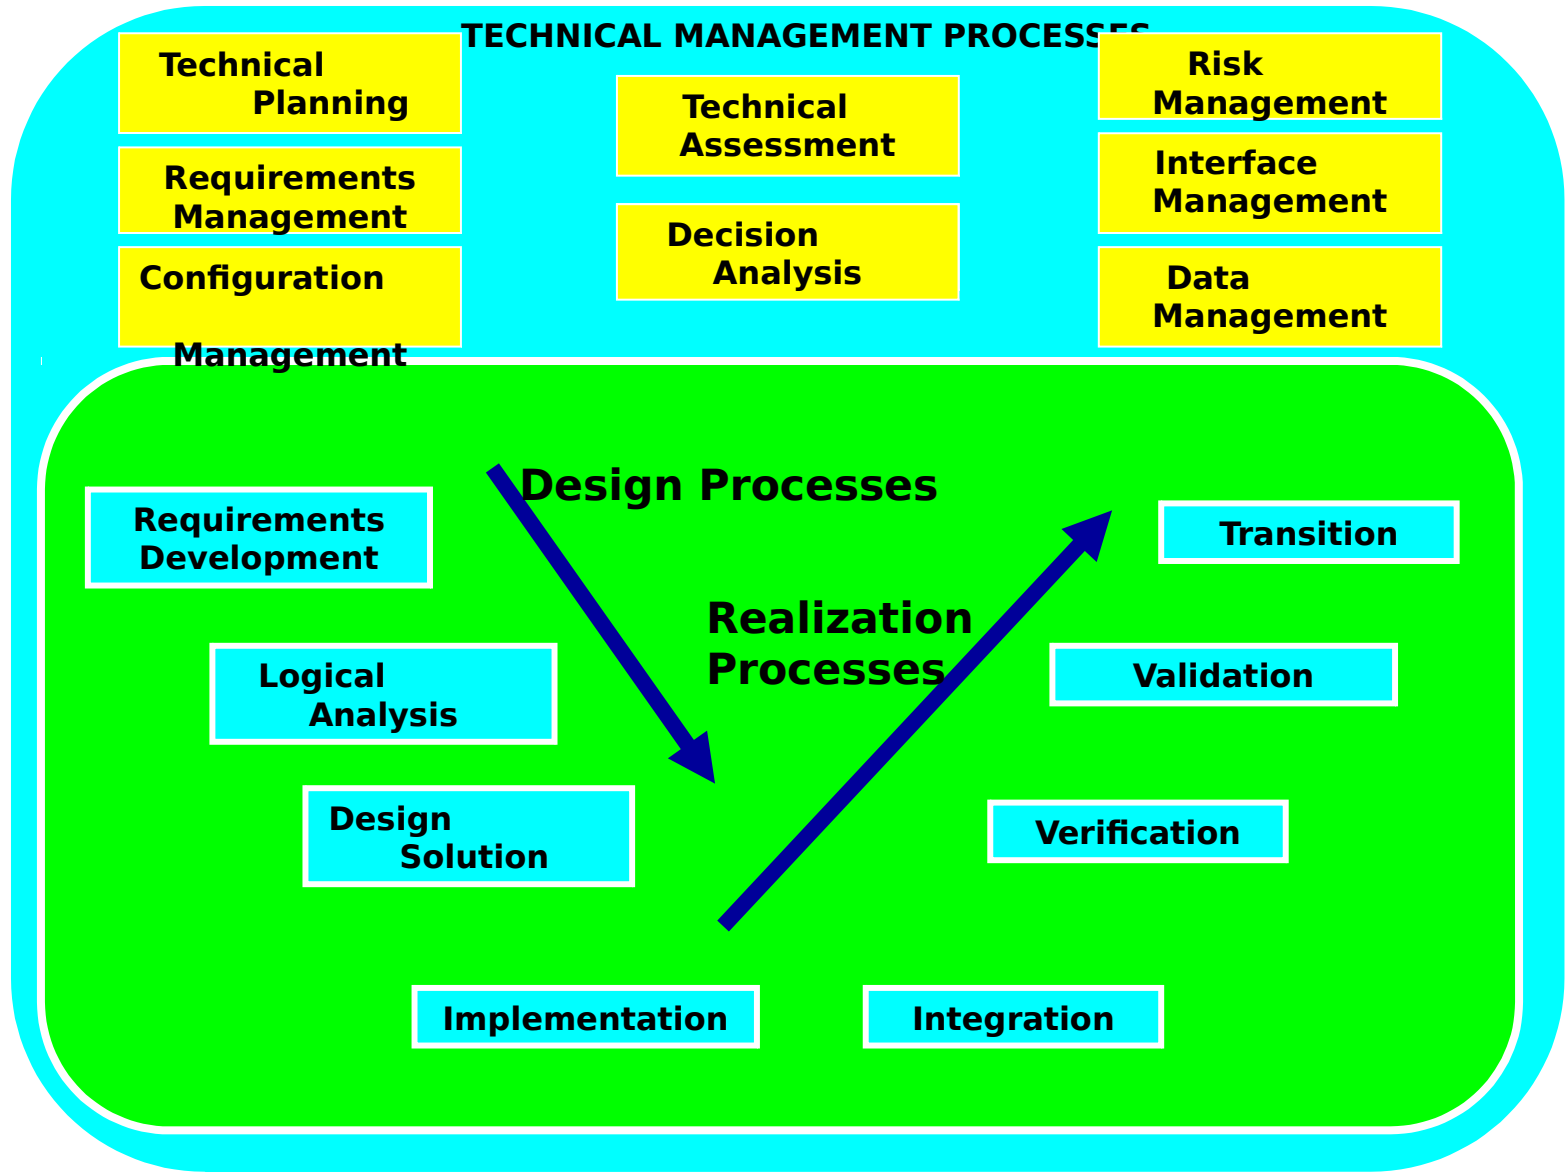 TECHNICAL MANAGEMENT PROCESSES
Technical
Planning
Requirements
Management
Configuration
Management
Technical
Assessment
Decision
Analysis
Risk
Management
Interface
Management
Data
Management
Design Processes
Realization
Processes
Requirements
Development
Logical
Analysis
Design
Solution
Implementation
Integration
Verification
Validation
Transition